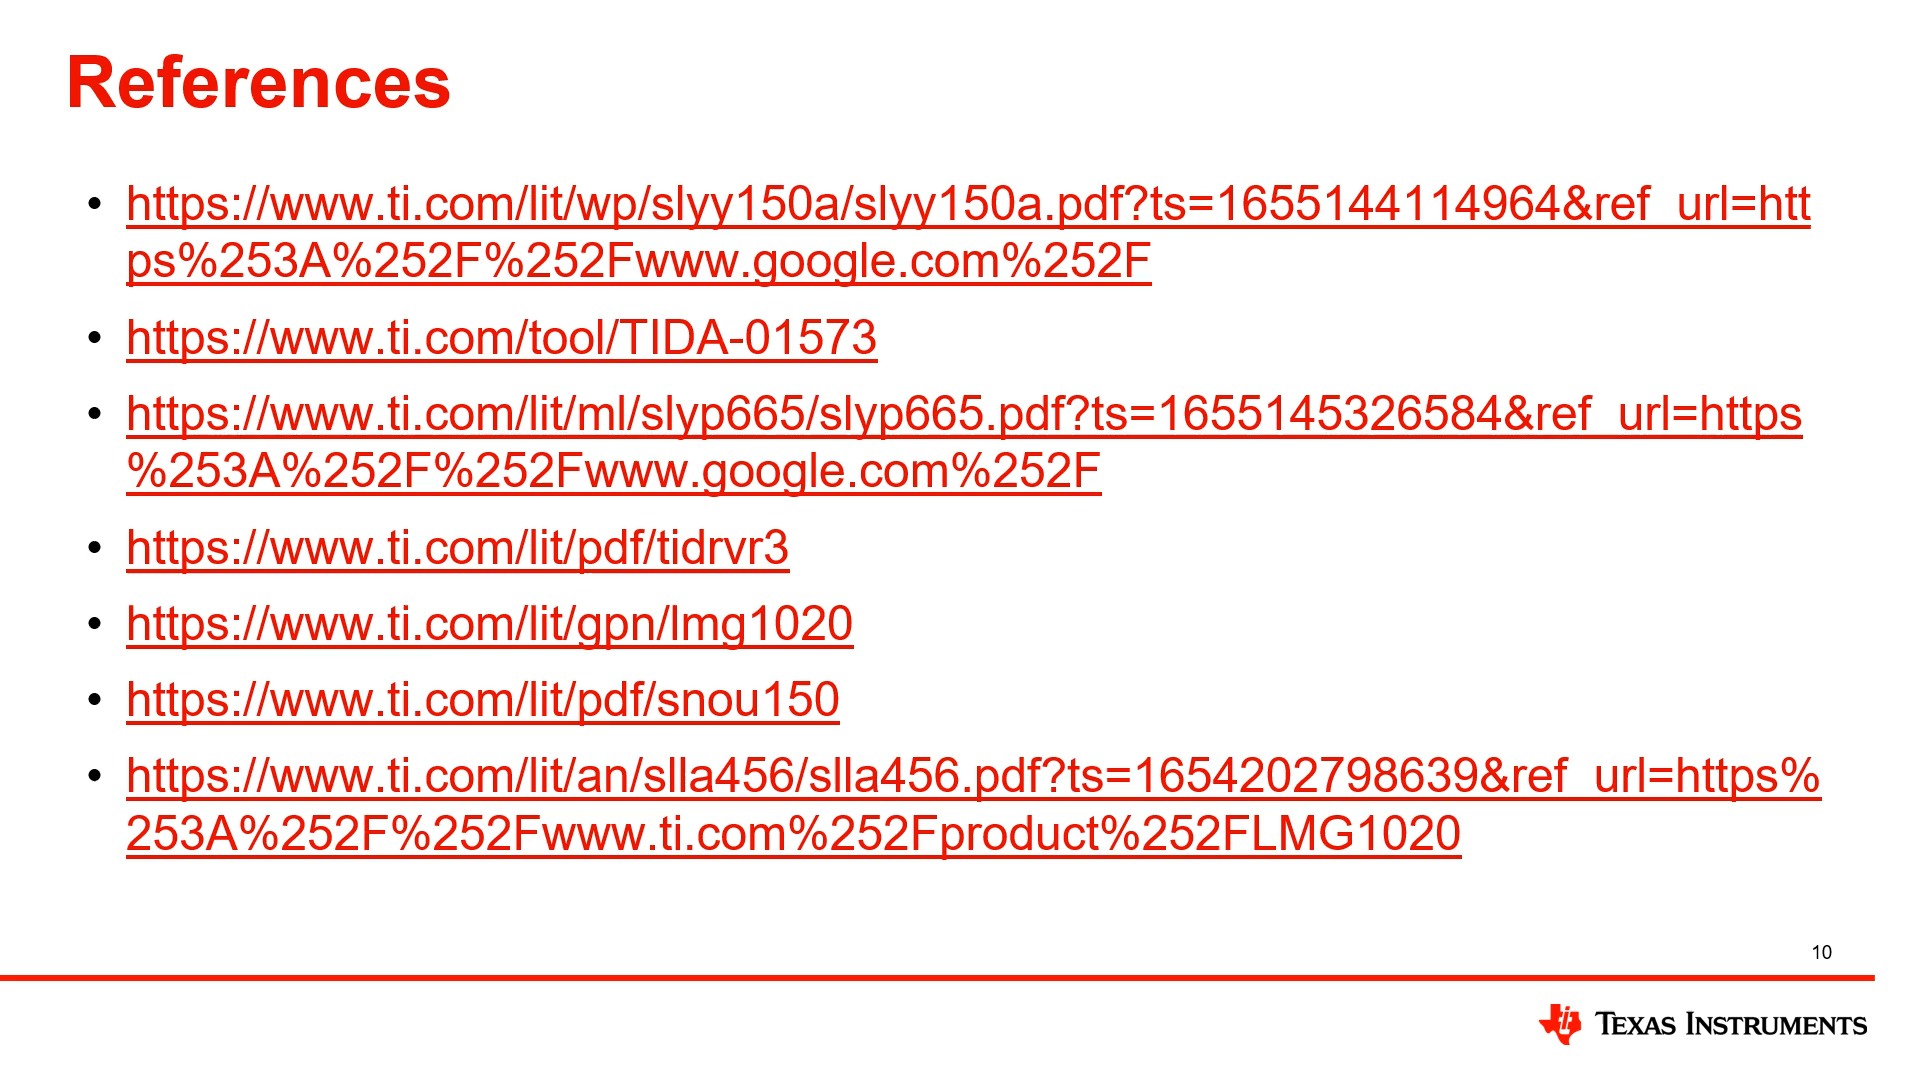 References
• https://www.ti.com/lit/wp/slyy150a/slyy150a.pdf?ts=1655144114964&ref_url=htt
ps%253A%252F%252Fwww.google.com%252F
• https://www.ti.com/tool/TIDA-01573
• https://www.ti.com/lit/ml/slyp665/slyp665.pdf?ts=1655145326584&ref_url=https
%253A%252F%252Fwww.google.com%252F
• https://www.ti.com/lit/pdf/tidrvr3
• https://www.ti.com/lit/gpn/lmg1020
• https://www.ti.com/lit/pdf/snou150
• https://www.ti.com/lit/an/slla456/slla456.pdf?ts=1654202798639&ref_url=https%
253A%252F%252Fwww.ti.com%252Fproduct%252FLMG1020
10
TEXAS INSTRUMENTS